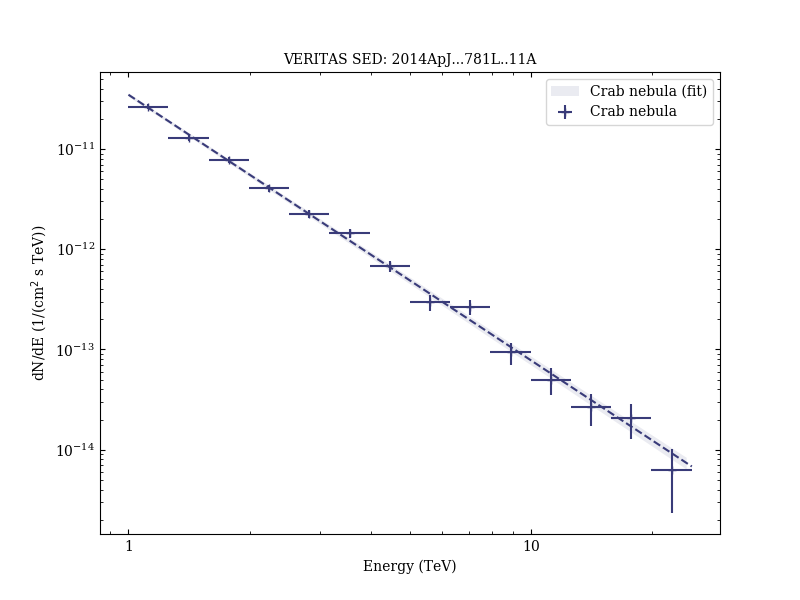 VERITAS SED: 2014ApJ...781L..11A
Crab nebula (fit)
Crab nebula
dN/dE (1/(cm² s TeV))
10⁻¹¹
10⁻¹²
10⁻¹³
10⁻¹⁴
1
10
Energy (TeV)